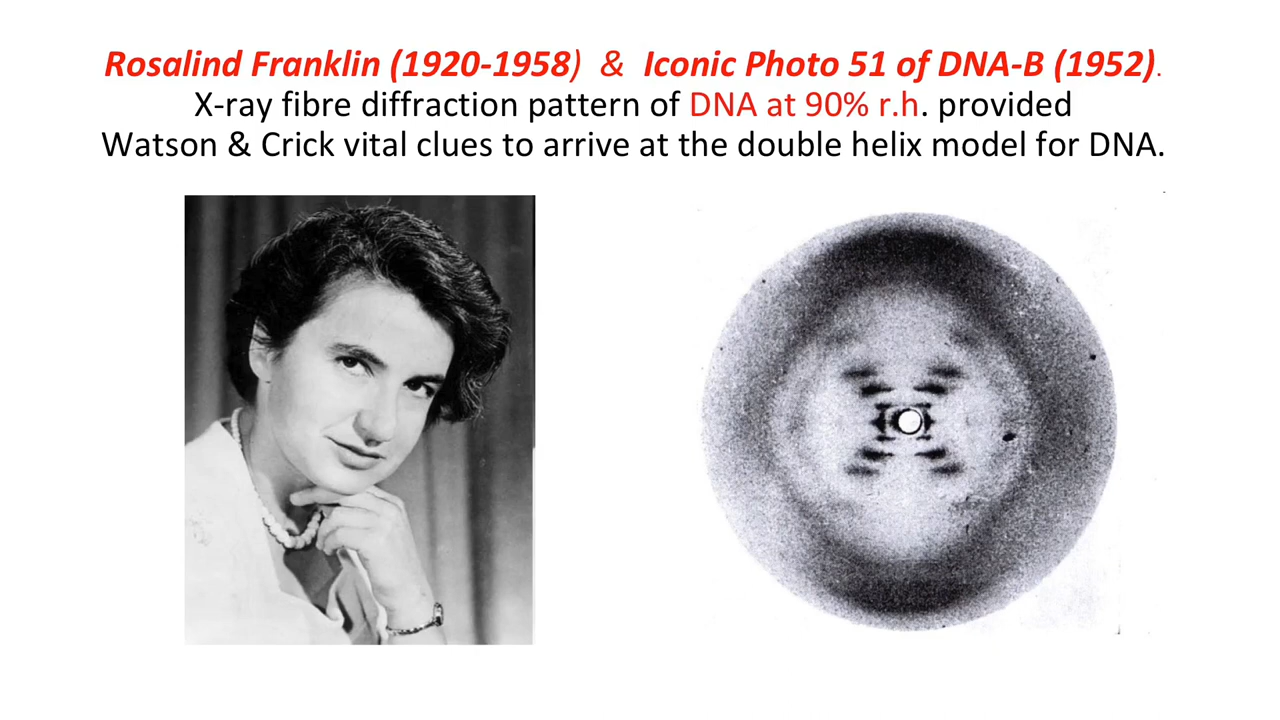 Rosalind Franklin (1920-1958) & Iconic Photo 51 of DNA-B (1952).
X-ray fibre diffraction pattern of DNA at 90% r.h. provided
Watson & Crick vital clues to arrive at the double helix model for DNA.